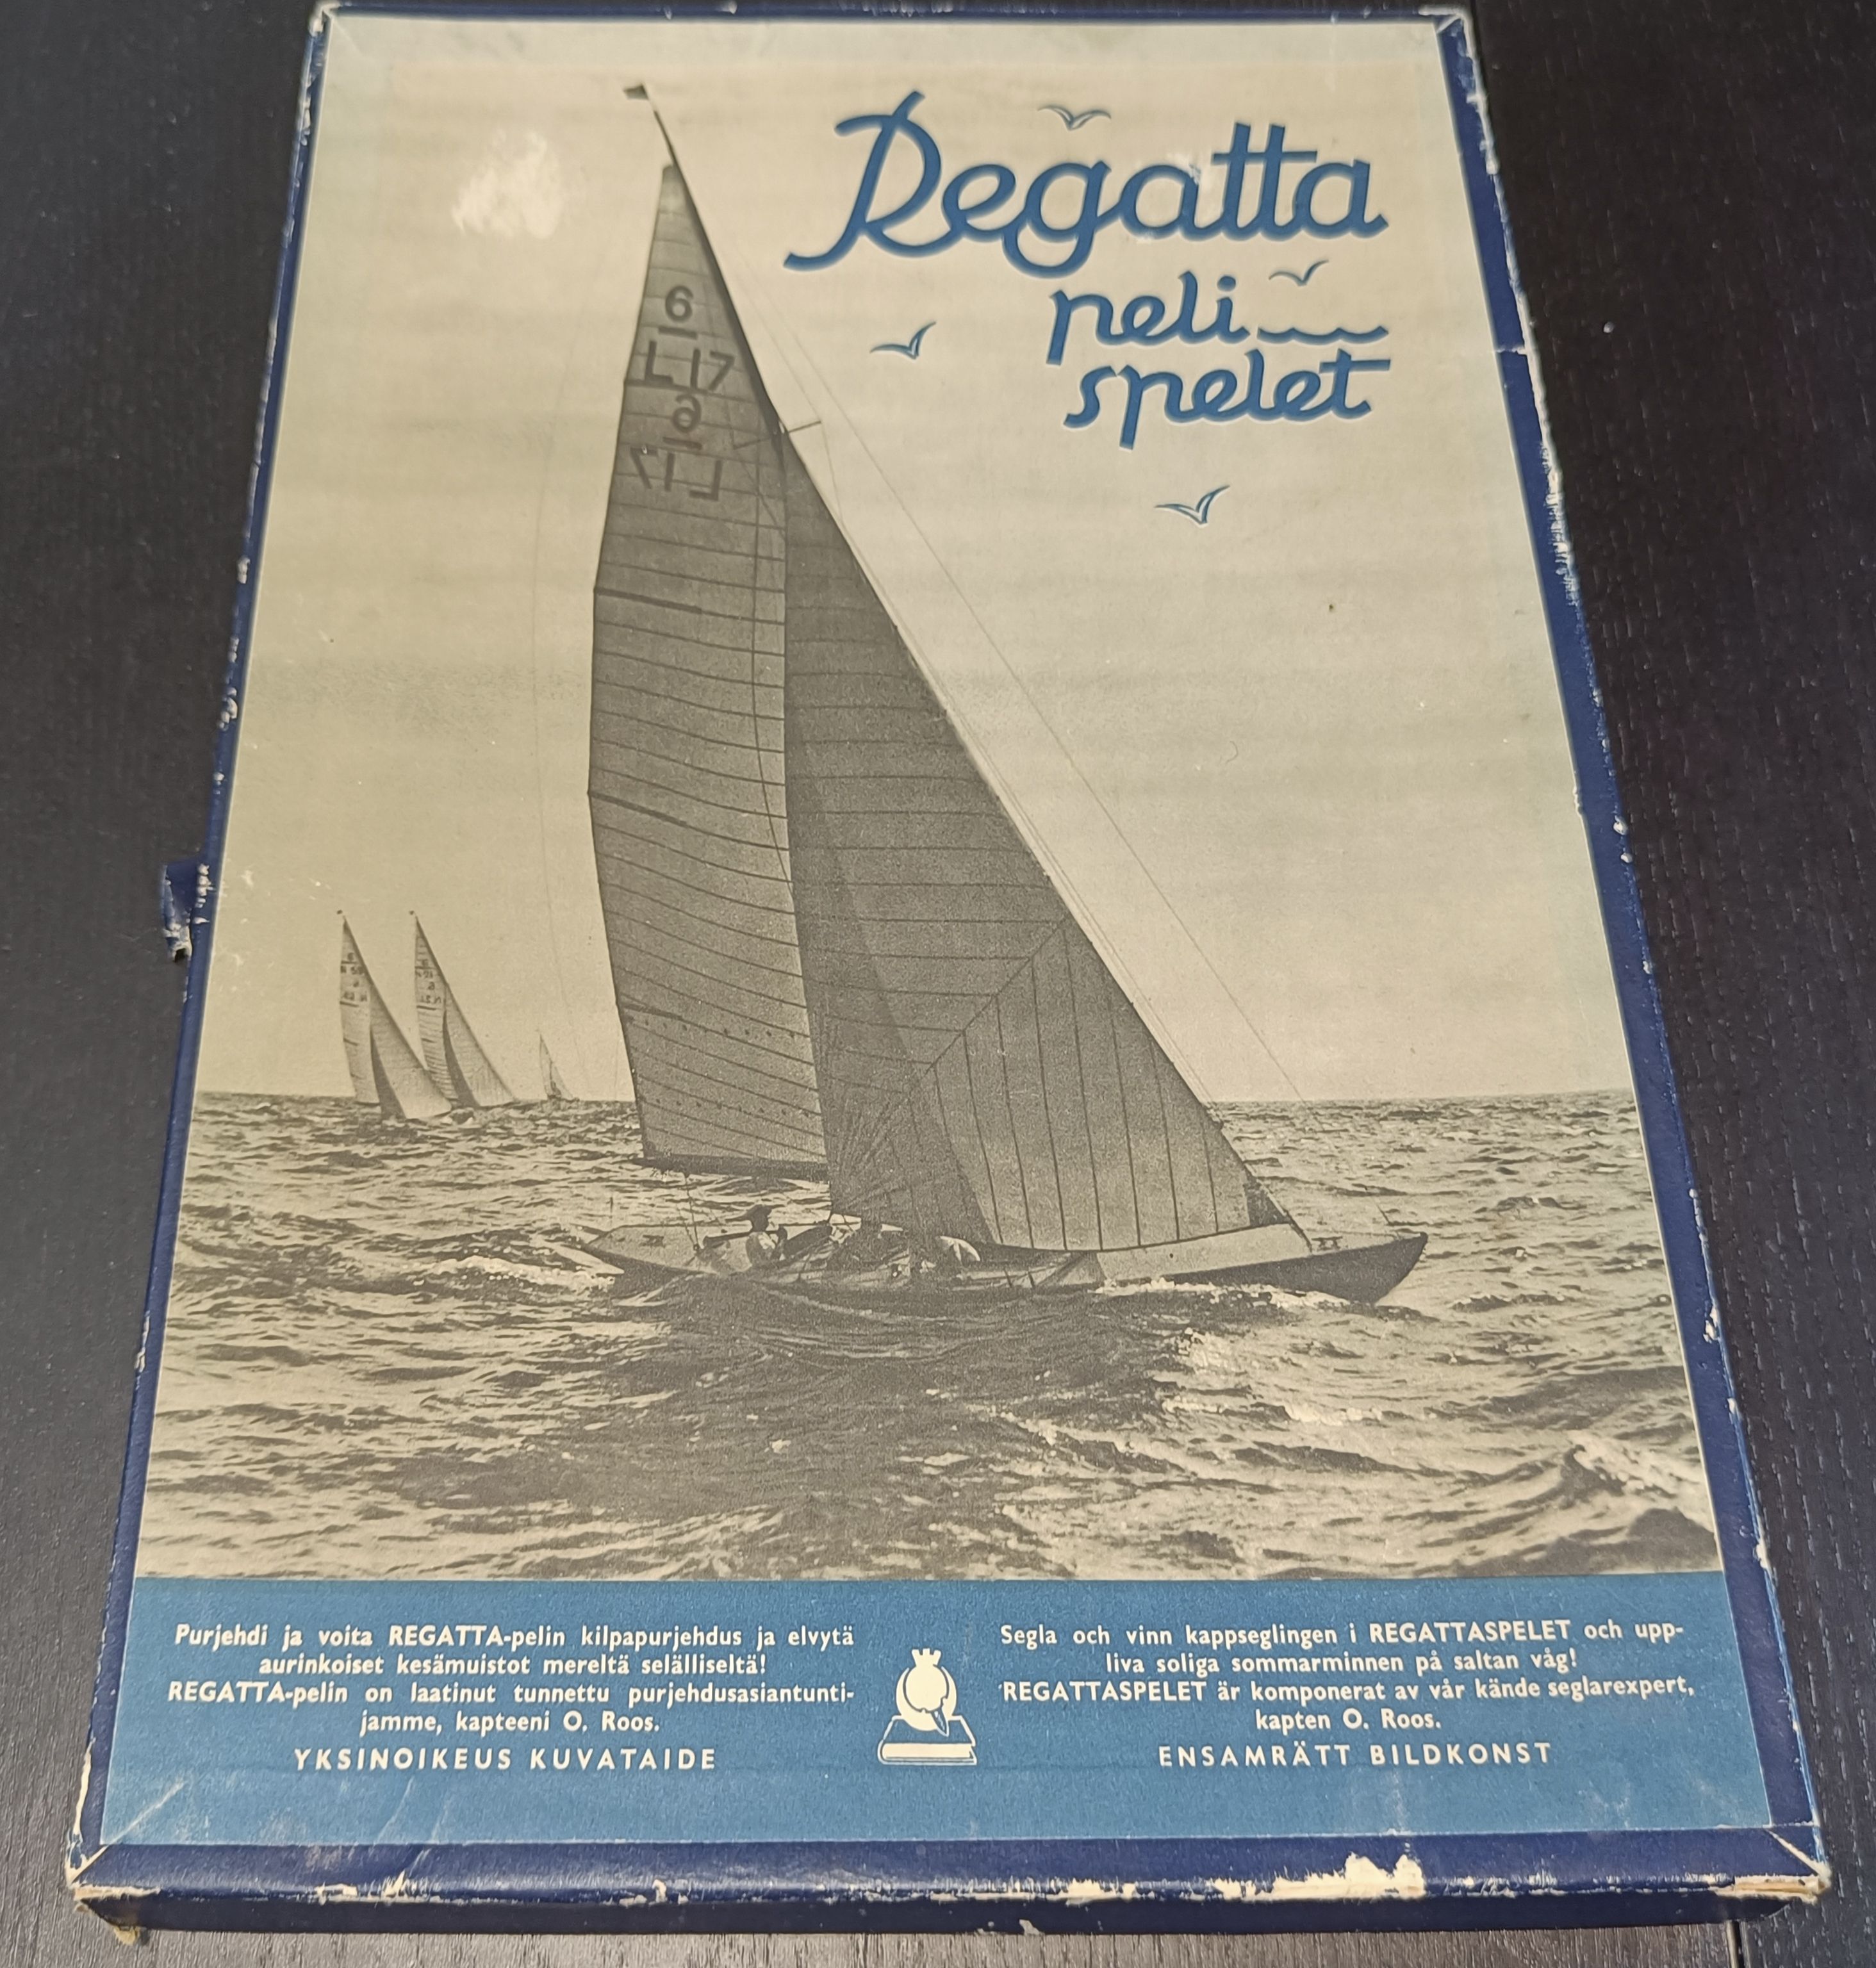 Regatta
peli
spelet
6
L 17
6
L 17
Purjehdi ja voita REGATTA-pelin kilpapurjehdus ja elvytä
aurinkoiset kesämuistot mereltä selälliseltä!
REGATTA-pelin on laatinut tunnettu purjehdusasiantunti-
jamme, kapteeni O. Roos.
YKSINOIKEUS KUVATAIDE
Segla och vinn kappseglingen i REGATTASPELET och upp-
liva soliga sommarminnen på saltan våg!
REGATTASPELET är komponerat av vår kände seglarexpert,
kapten O. Roos.
ENSAMRÄTT BILDKONST